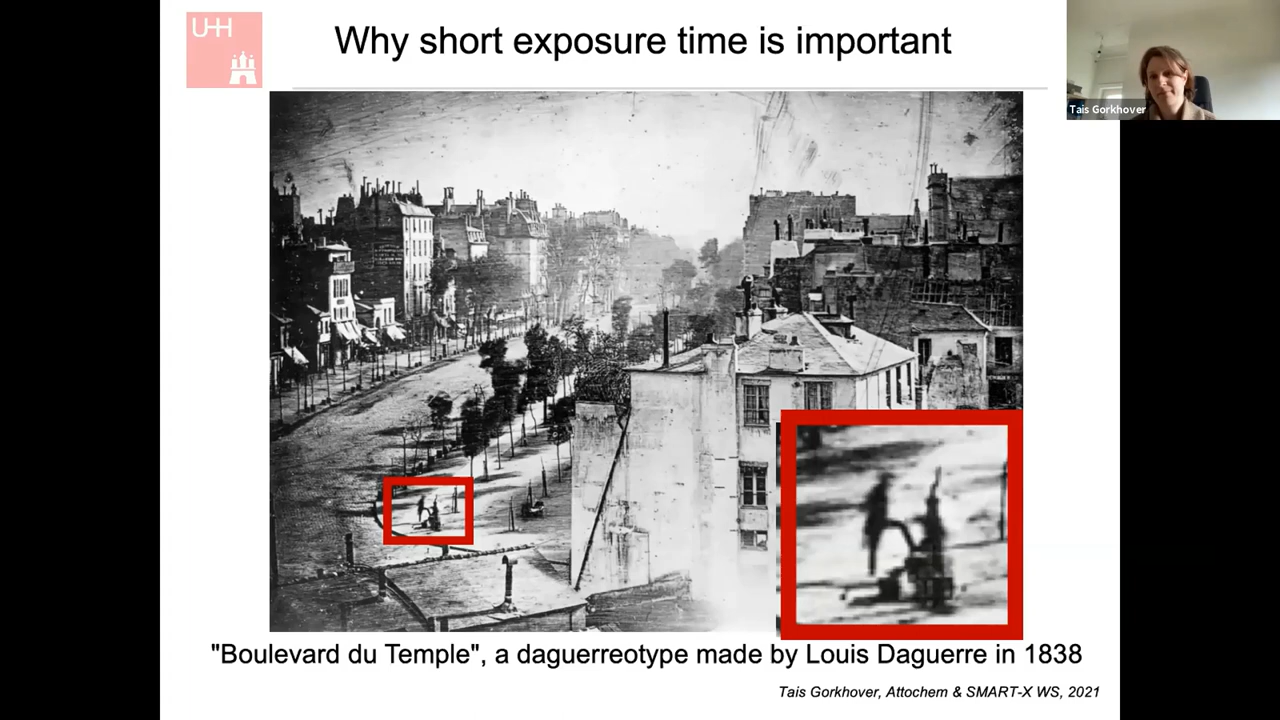 UHH
Why short exposure time is important
Tais Gorkhover
"Boulevard du Temple", a daguerreotype made by Louis Daguerre in 1838
Tais Gorkhover, Attochem & SMART-X WS, 2021